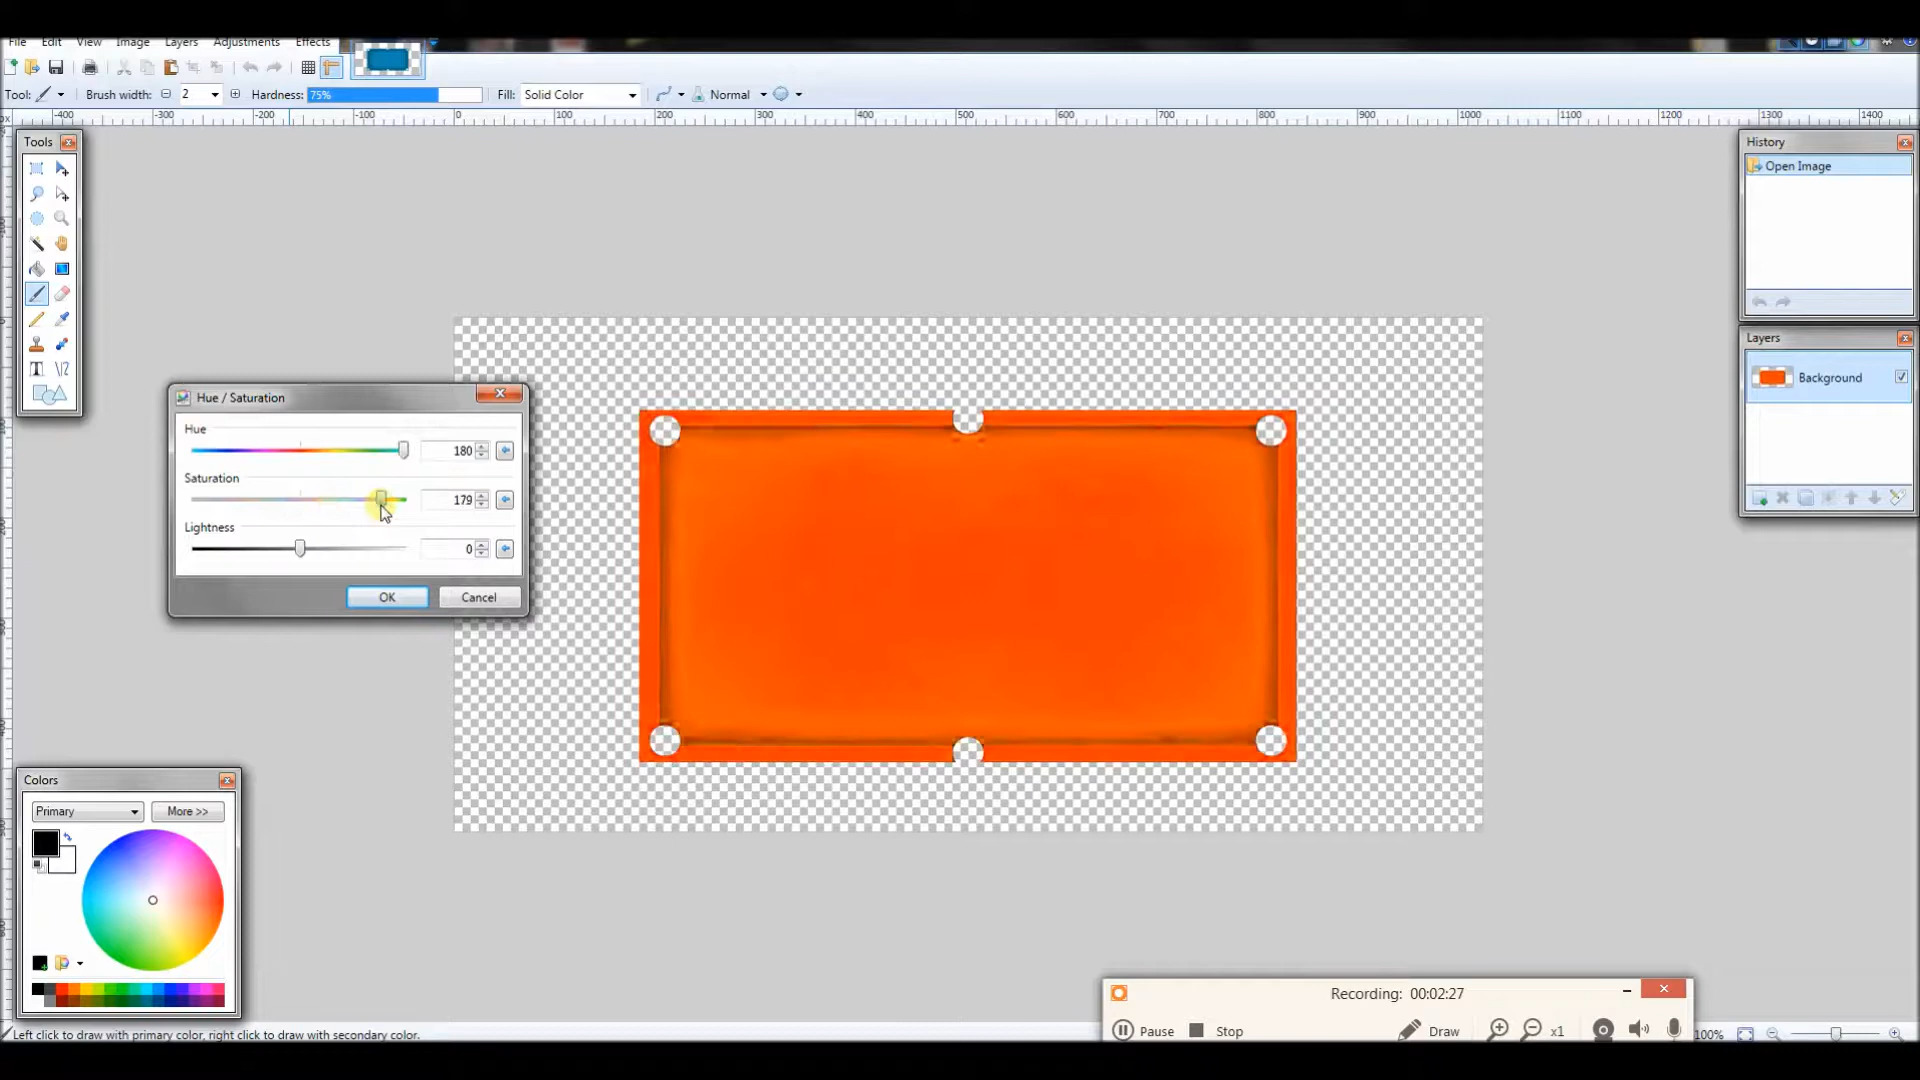 File Edit View Image Layers Adjustments Effects
Tool: Brush width: 2 Hardness: 75% Fill: Solid Color Normal
-400 -300 -200 -100 0 100 200 300 400 500 600 700 800 900 1000 1100 1200 1300 1400
Tools
History
Open Image
Layers
Background
Hue / Saturation
Hue
180
Saturation
179
Lightness
0
OK Cancel
Colors
Primary More >>
Recording: 00:02:27
Pause Stop Draw x1
Left click to draw with primary color, right click to draw with secondary color.
100%